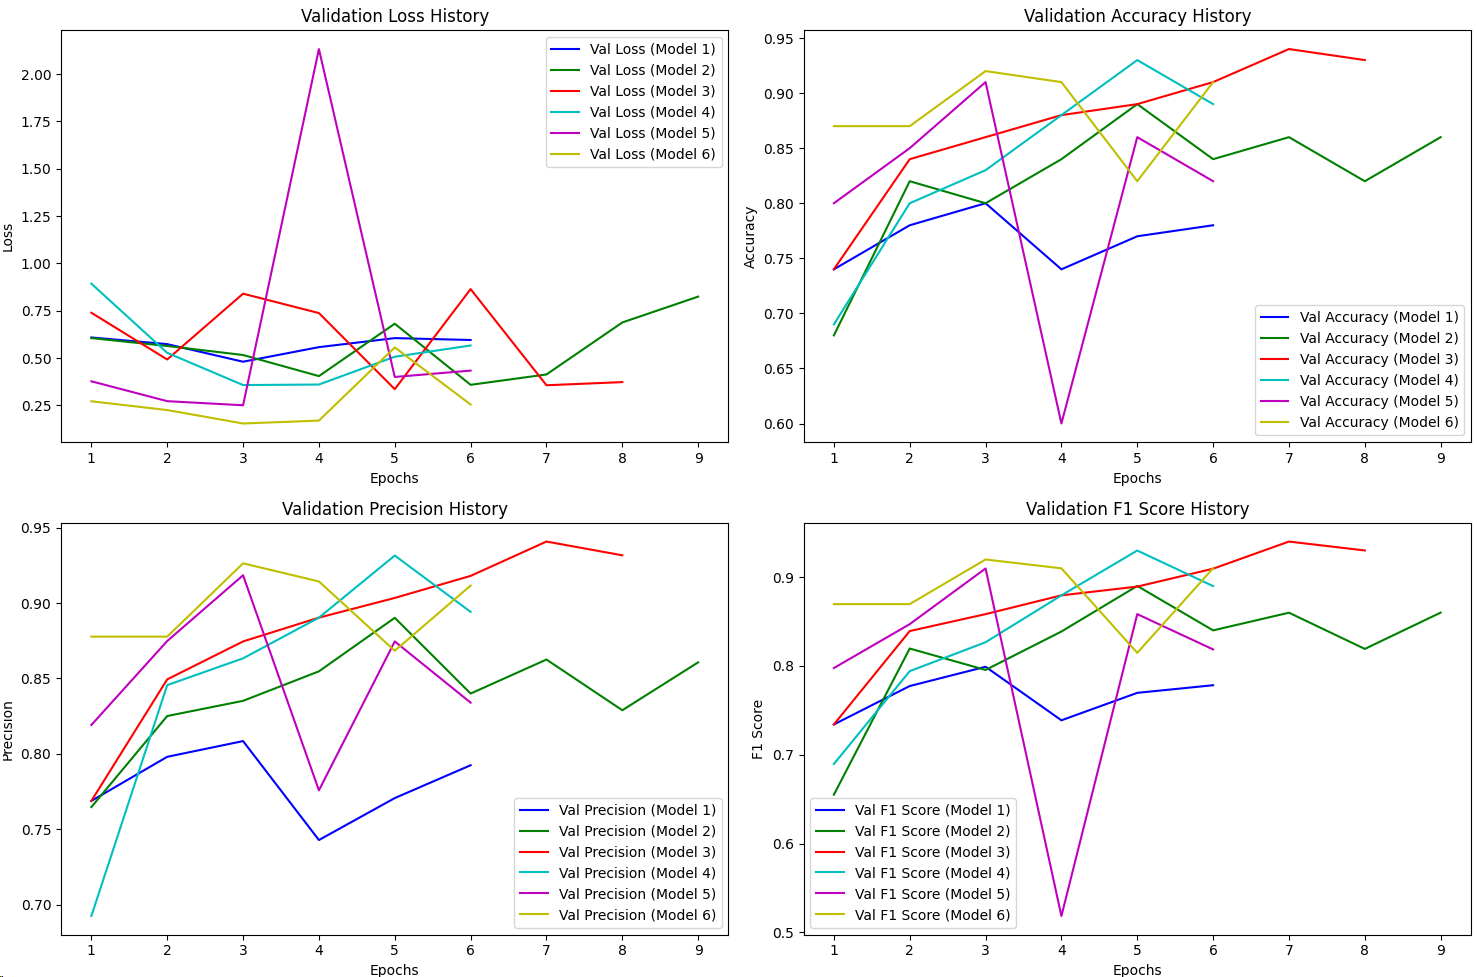 Validation Loss History
Val Loss (Model 1)
Val Loss (Model 2)
Val Loss (Model 3)
Val Loss (Model 4)
Val Loss (Model 5)
Val Loss (Model 6)
2.00
1.75
1.50
1.25
1.00
0.75
0.50
0.25
Loss
1 2 3 4 5 6 7 8 9
Epochs
Validation Accuracy History
0.95
0.90
0.85
0.80
0.75
0.70
0.65
0.60
Accuracy
Val Accuracy (Model 1)
Val Accuracy (Model 2)
Val Accuracy (Model 3)
Val Accuracy (Model 4)
Val Accuracy (Model 5)
Val Accuracy (Model 6)
1 2 3 4 5 6 7 8 9
Epochs
Validation Precision History
0.95
0.90
0.85
0.80
0.75
0.70
Precision
Val Precision (Model 1)
Val Precision (Model 2)
Val Precision (Model 3)
Val Precision (Model 4)
Val Precision (Model 5)
Val Precision (Model 6)
1 2 3 4 5 6 7 8 9
Epochs
Validation F1 Score History
0.9
0.8
0.7
0.6
0.5
F1 Score
Val F1 Score (Model 1)
Val F1 Score (Model 2)
Val F1 Score (Model 3)
Val F1 Score (Model 4)
Val F1 Score (Model 5)
Val F1 Score (Model 6)
1 2 3 4 5 6 7 8 9
Epochs